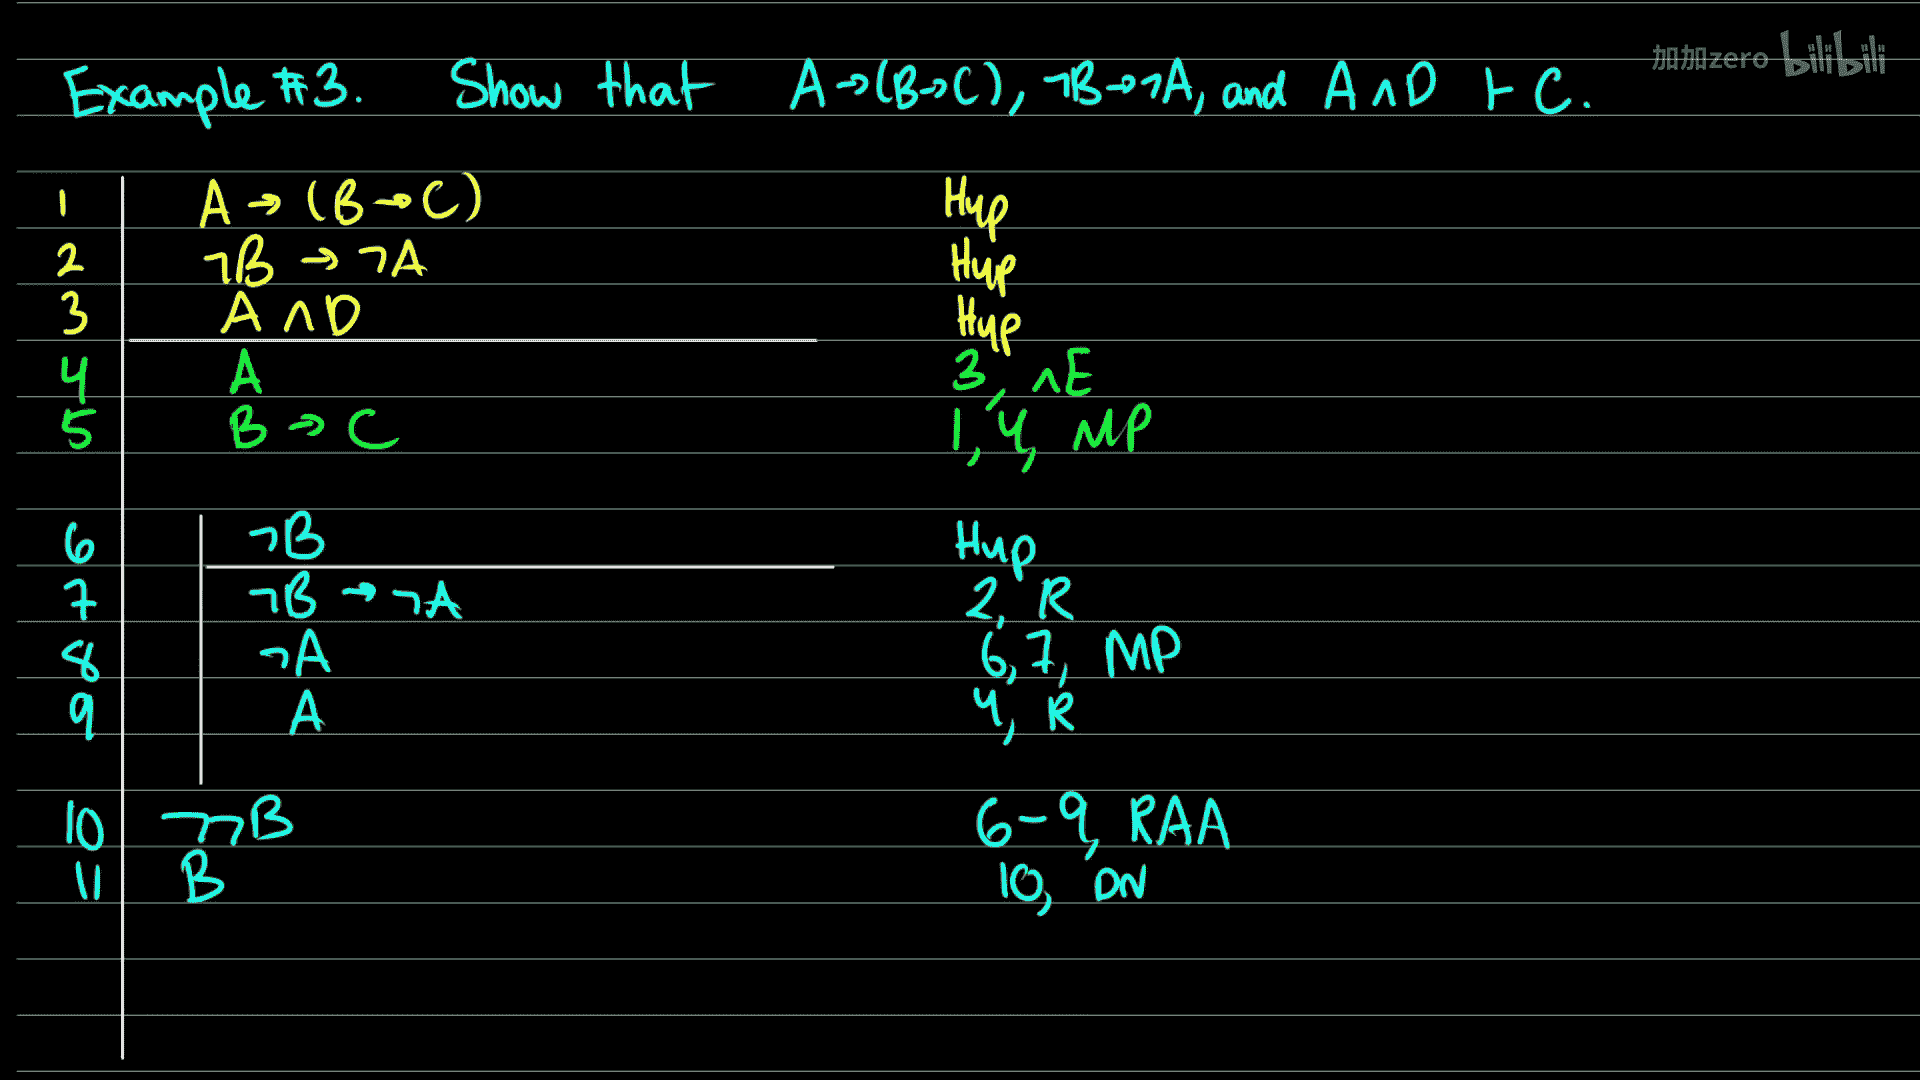 加加zero bilibili
Example #3. Show that A→(B→C), ¬B→¬A, and A∧D ⊢ C.
1 A → (B → C) Hyp
2 ¬B → ¬A Hyp
3 A ∧ D Hyp
4 A 3, ∧E
5 B → C 1, 4, MP
6 ¬B Hyp
7 ¬B → ¬A 2, R
8 ¬A 6, 7, MP
9 A 4, R
10 ¬¬B 6-9, RAA
11 B 10, DN